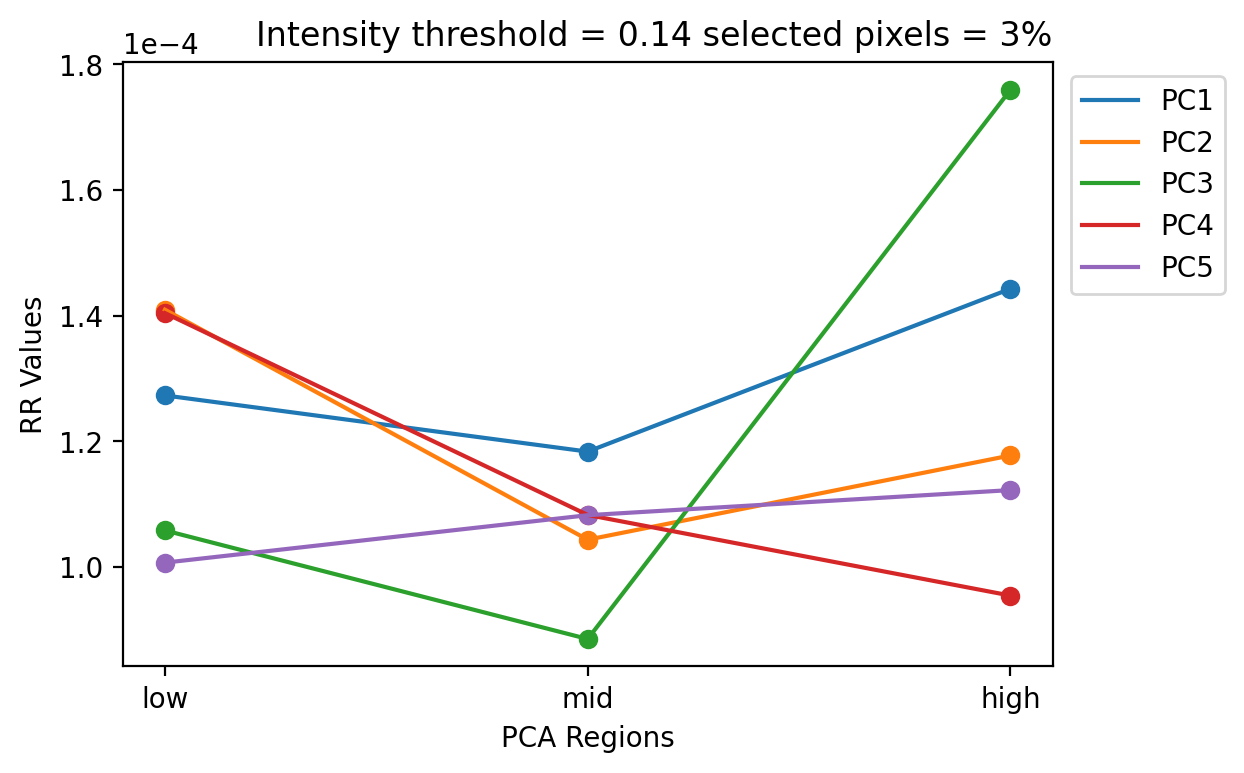 Intensity threshold = 0.14 selected pixels = 3%
1e−4
1.8
1.6
1.4
1.2
1.0
RR Values
low
mid
high
PCA Regions
PC1
PC2
PC3
PC4
PC5